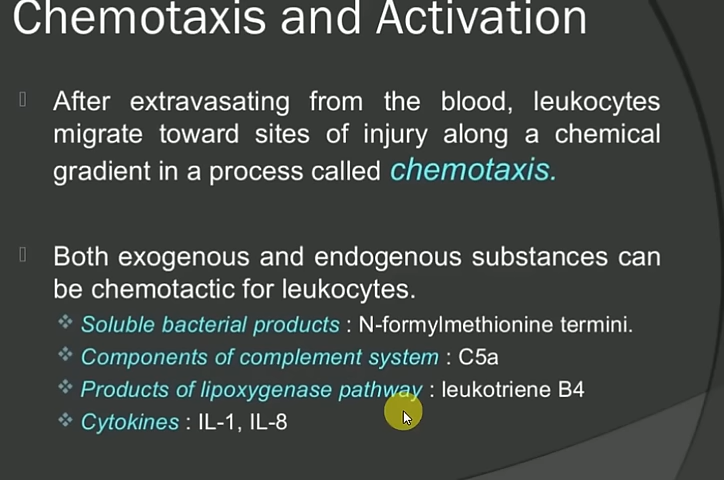 Chemotaxis and Activation
After extravasating from the blood, leukocytes
migrate toward sites of injury along a chemical
gradient in a process called chemotaxis.
Both exogenous and endogenous substances can
be chemotactic for leukocytes.
❖ Soluble bacterial products : N-formylmethionine termini.
❖ Components of complement system : C5a
❖ Products of lipoxygenase pathway : leukotriene B4
❖ Cytokines : IL-1, IL-8